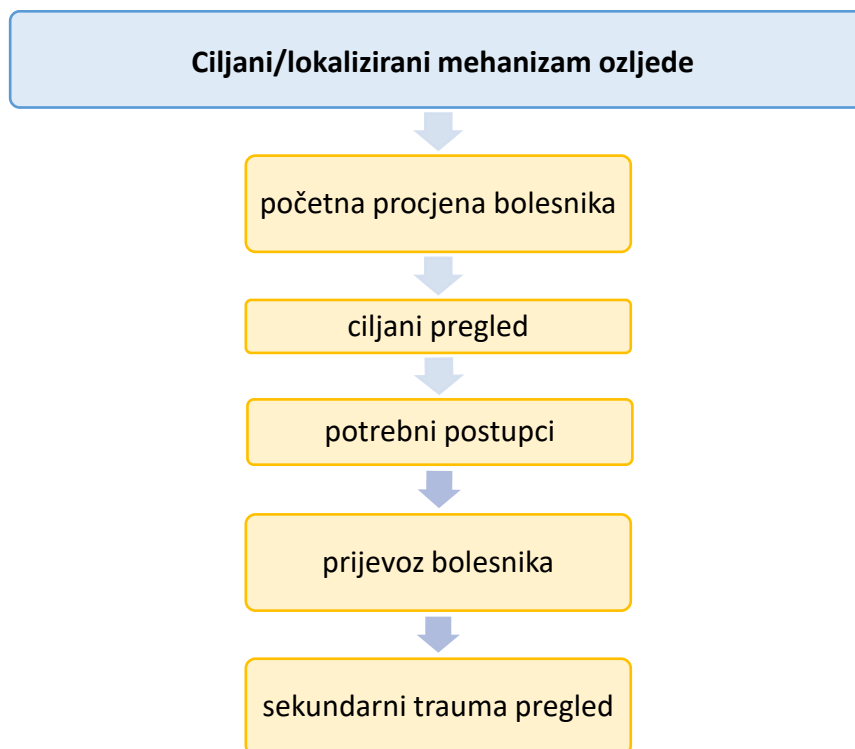 Ciljani/lokalizirani mehanizam ozljede
početna procjena bolesnika
ciljani pregled
potrebni postupci
prijevoz bolesnika
sekundarni trauma pregled